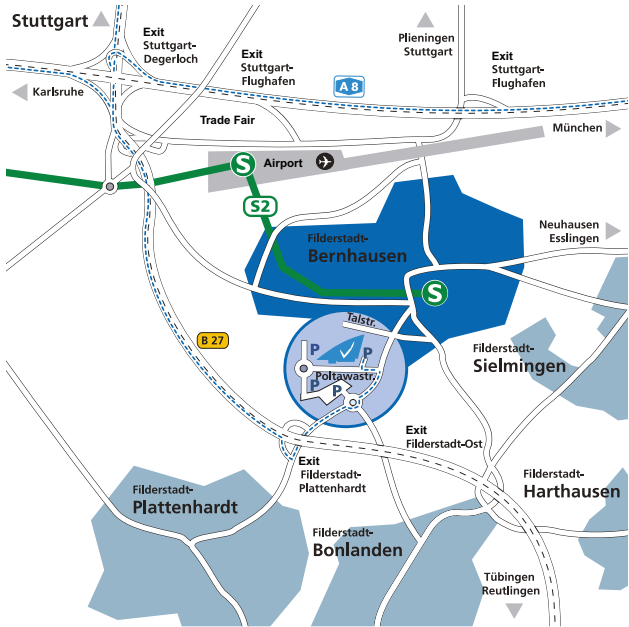 Stuttgart
Exit
Stuttgart-
Degerloch
Plieningen
Stuttgart
Exit
Stuttgart-
Flughafen
Exit
Stuttgart-
Flughafen
A 8
Karlsruhe
Trade Fair
München
S
Airport
S2
Neuhausen
Esslingen
Filderstadt-
Bernhausen
S
Talstr.
B 27
P
P
Poltawastr.
P
P
Filderstadt-
Sielmingen
Exit
Filderstadt-Ost
Exit
Filderstadt-
Plattenhardt
Filderstadt-
Harthausen
Filderstadt-
Plattenhardt
Filderstadt-
Bonlanden
Tübingen
Reutlingen